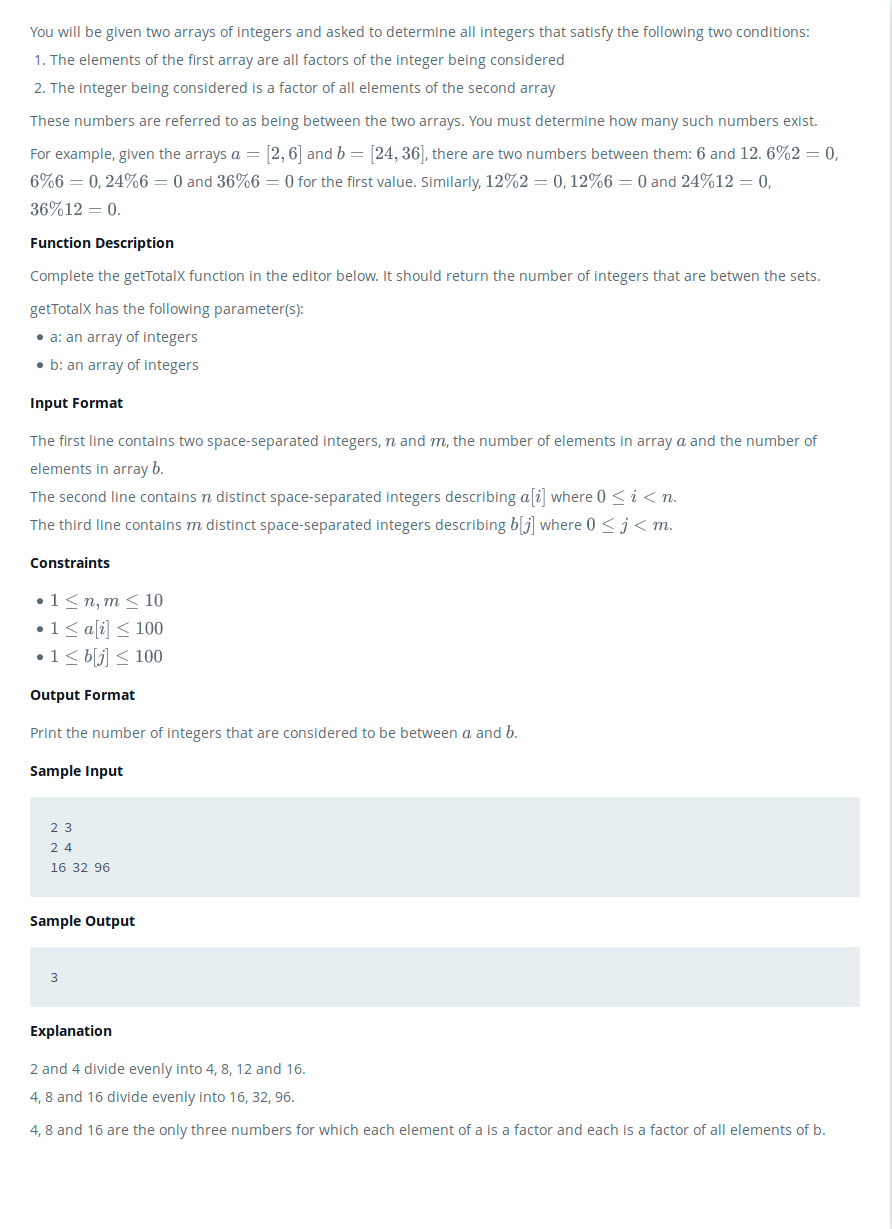 You will be given two arrays of integers and asked to determine all integers that satisfy the following two conditions:
1. The elements of the first array are all factors of the integer being considered
2. The integer being considered is a factor of all elements of the second array
These numbers are referred to as being between the two arrays. You must determine how many such numbers exist.
For example, given the arrays a = [2, 6] and b = [24, 36], there are two numbers between them: 6 and 12. 6%2 = 0,
6%6 = 0, 24%6 = 0 and 36%6 = 0 for the first value. Similarly, 12%2 = 0, 12%6 = 0 and 24%12 = 0,
36%12 = 0.
Function Description
Complete the getTotalX function in the editor below. It should return the number of integers that are betwen the sets.
getTotalX has the following parameter(s):
• a: an array of integers
• b: an array of integers
Input Format
The first line contains two space-separated integers, n and m, the number of elements in array a and the number of
elements in array b.
The second line contains n distinct space-separated integers describing a[i] where 0 ≤ i < n.
The third line contains m distinct space-separated integers describing b[j] where 0 ≤ j < m.
Constraints
• 1 ≤ n, m ≤ 10
• 1 ≤ a[i] ≤ 100
• 1 ≤ b[j] ≤ 100
Output Format
Print the number of integers that are considered to be between a and b.
Sample Input
2 3
2 4
16 32 96
Sample Output
3
Explanation
2 and 4 divide evenly into 4, 8, 12 and 16.
4, 8 and 16 divide evenly into 16, 32, 96.
4, 8 and 16 are the only three numbers for which each element of a is a factor and each is a factor of all elements of b.